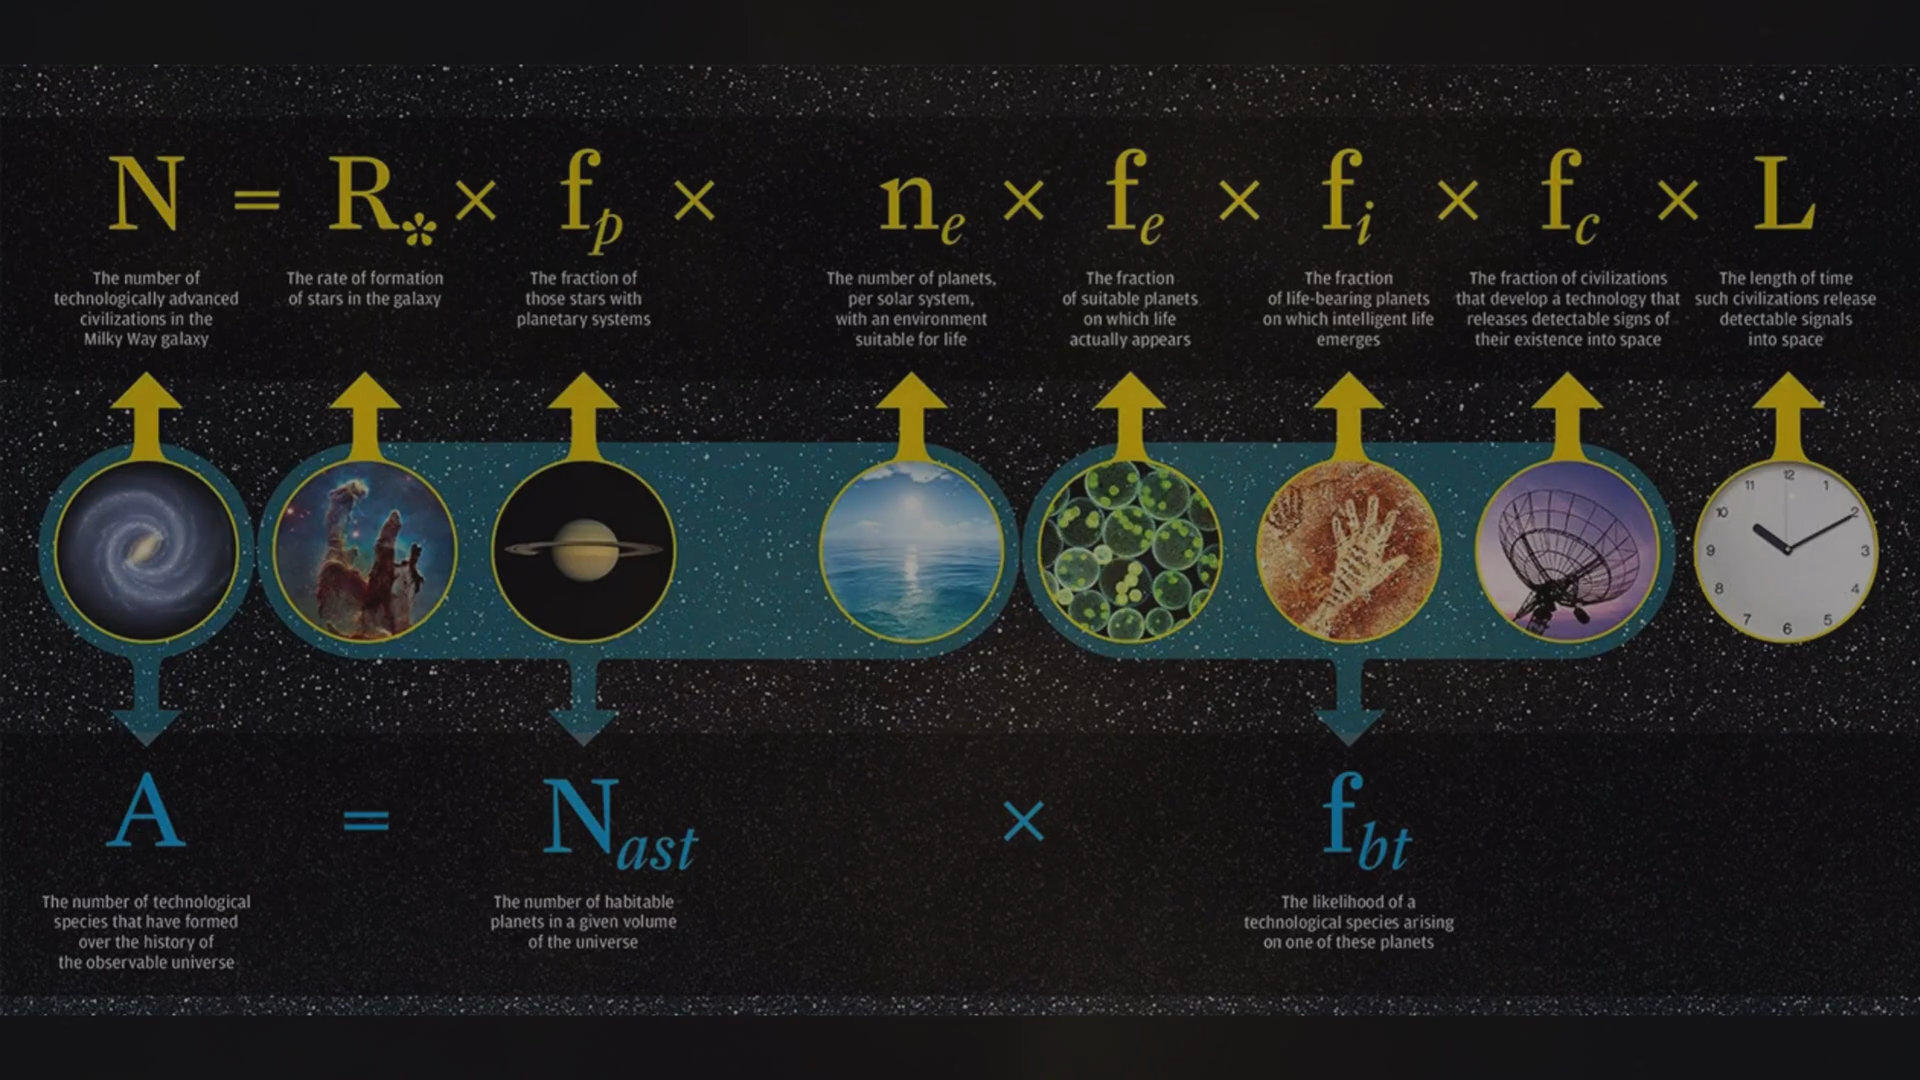 N = R* × fp × ne × fe × fi × fc × L
The number of
technologically advanced
civilizations in the
Milky Way galaxy
The rate of formation
of stars in the galaxy
The fraction of
those stars with
planetary systems
The number of planets,
per solar system,
with an environment
suitable for life
The fraction
of suitable planets
on which life
actually appears
The fraction
of life-bearing planets
on which intelligent life
emerges
The fraction of civilizations
that develop a technology that
releases detectable signs of
their existence into space
The length of time
such civilizations release
detectable signals
into space
12
11 1
10 2
9 3
8 4
7 5
6
A = Nast × fbt
The number of technological
species that have formed
over the history of
the observable universe
The number of habitable
planets in a given volume
of the universe
The likelihood of a
technological species arising
on one of these planets